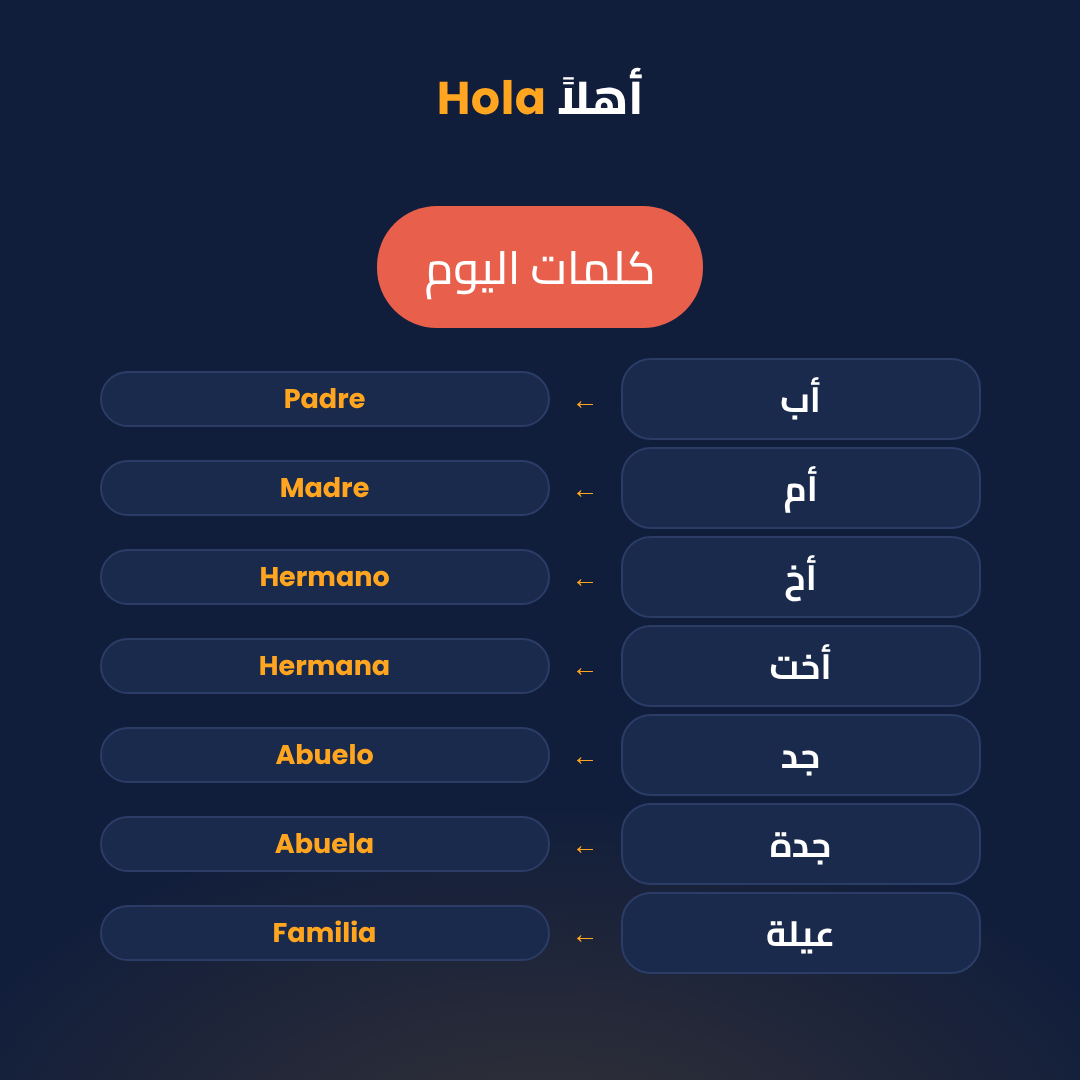 أهلاً Hola
كلمات اليوم
أب ← Padre
أم ← Madre
أخ ← Hermano
أخت ← Hermana
جد ← Abuelo
جدة ← Abuela
عيلة ← Familia